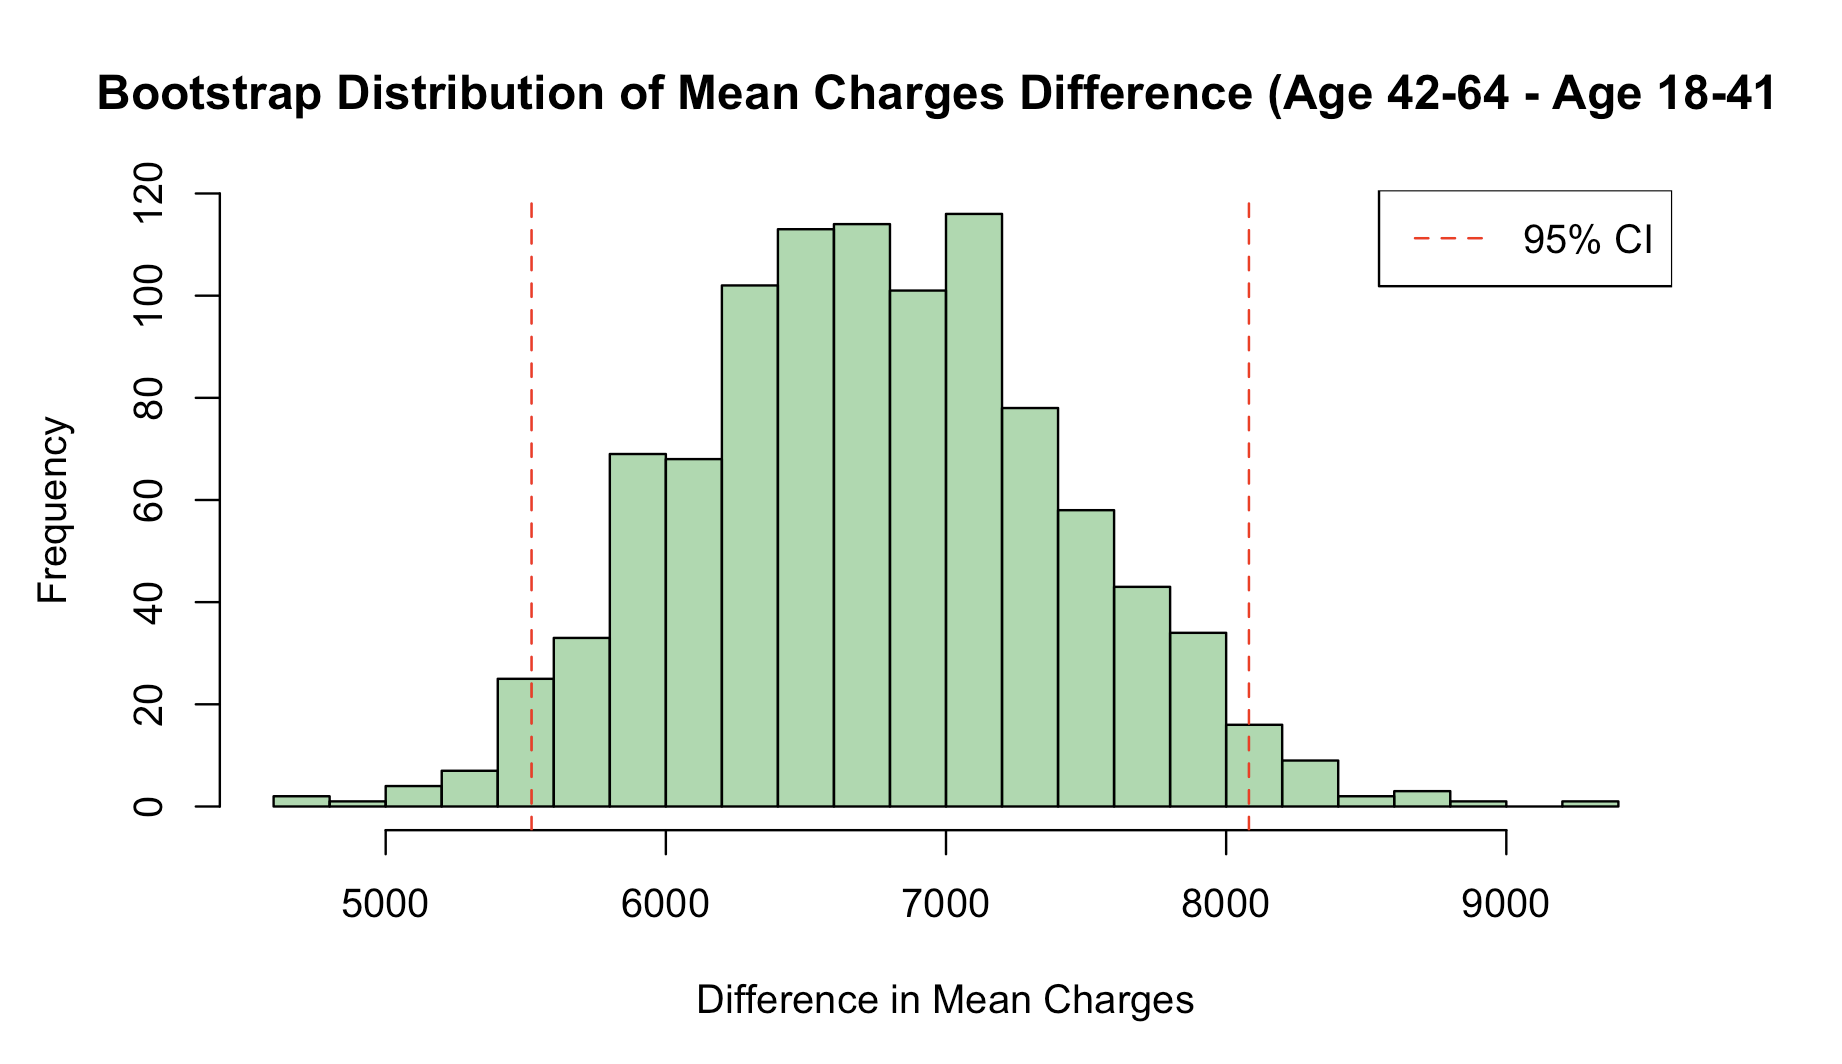 Bootstrap Distribution of Mean Charges Difference (Age 42-64 - Age 18-41
120
100
80
60
40
20
0
Frequency
95% CI
5000 6000 7000 8000 9000
Difference in Mean Charges